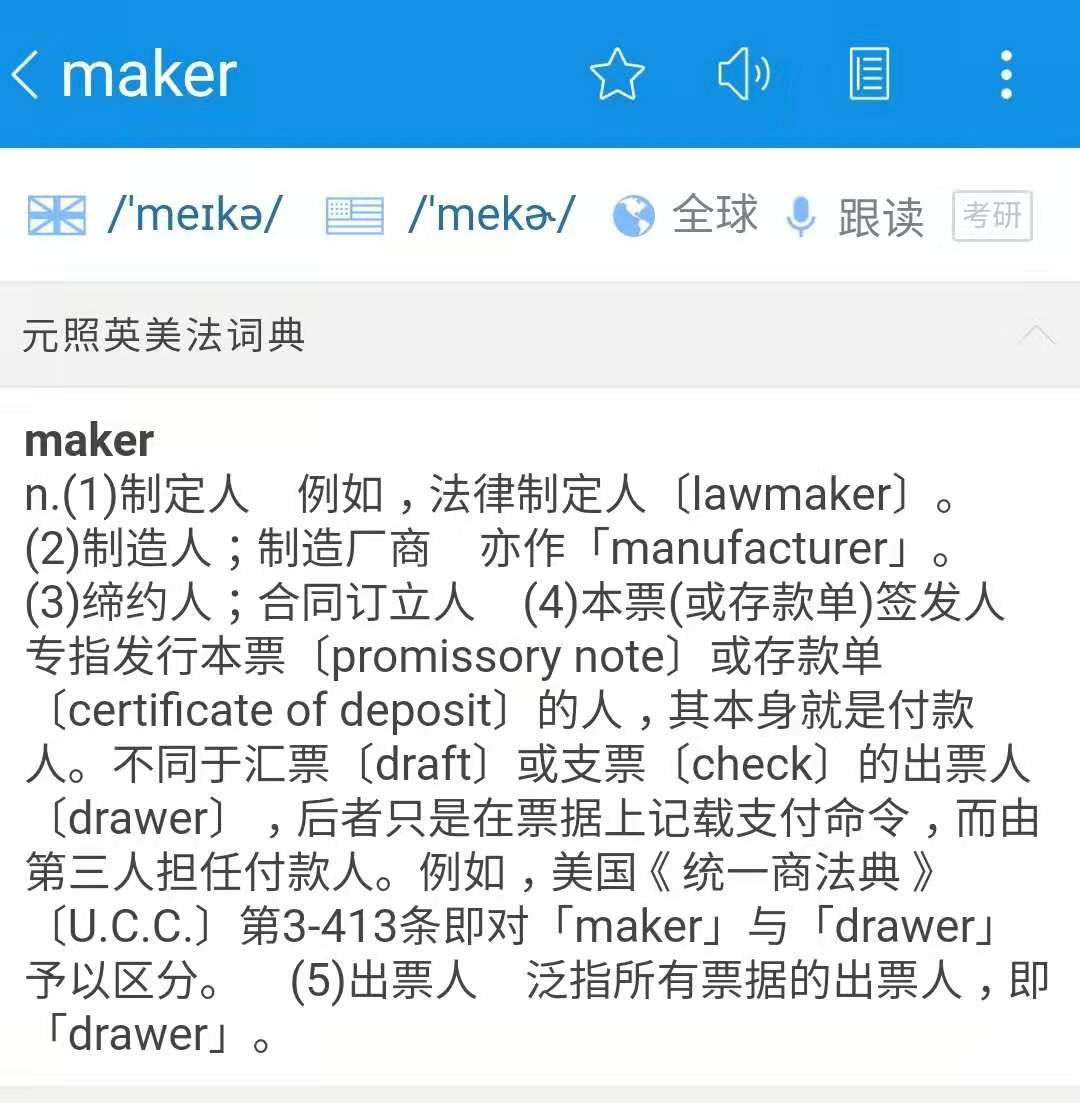 maker
/ˈmeɪkə/ /ˈmekɚ/ 全球 跟读 考研
元照英美法词典
maker
n.(1)制定人　例如，法律制定人〔lawmaker〕。
(2)制造人；制造厂商　亦作「manufacturer」。
(3)缔约人；合同订立人　(4)本票(或存款单)签发人
专指发行本票〔promissory note〕或存款单
〔certificate of deposit〕的人，其本身就是付款
人。不同于汇票〔draft〕或支票〔check〕的出票人
〔drawer〕，后者只是在票据上记载支付命令，而由
第三人担任付款人。例如，美国《统一商法典》
〔U.C.C.〕第3-413条即对「maker」与「drawer」
予以区分。　(5)出票人　泛指所有票据的出票人，即
「drawer」。